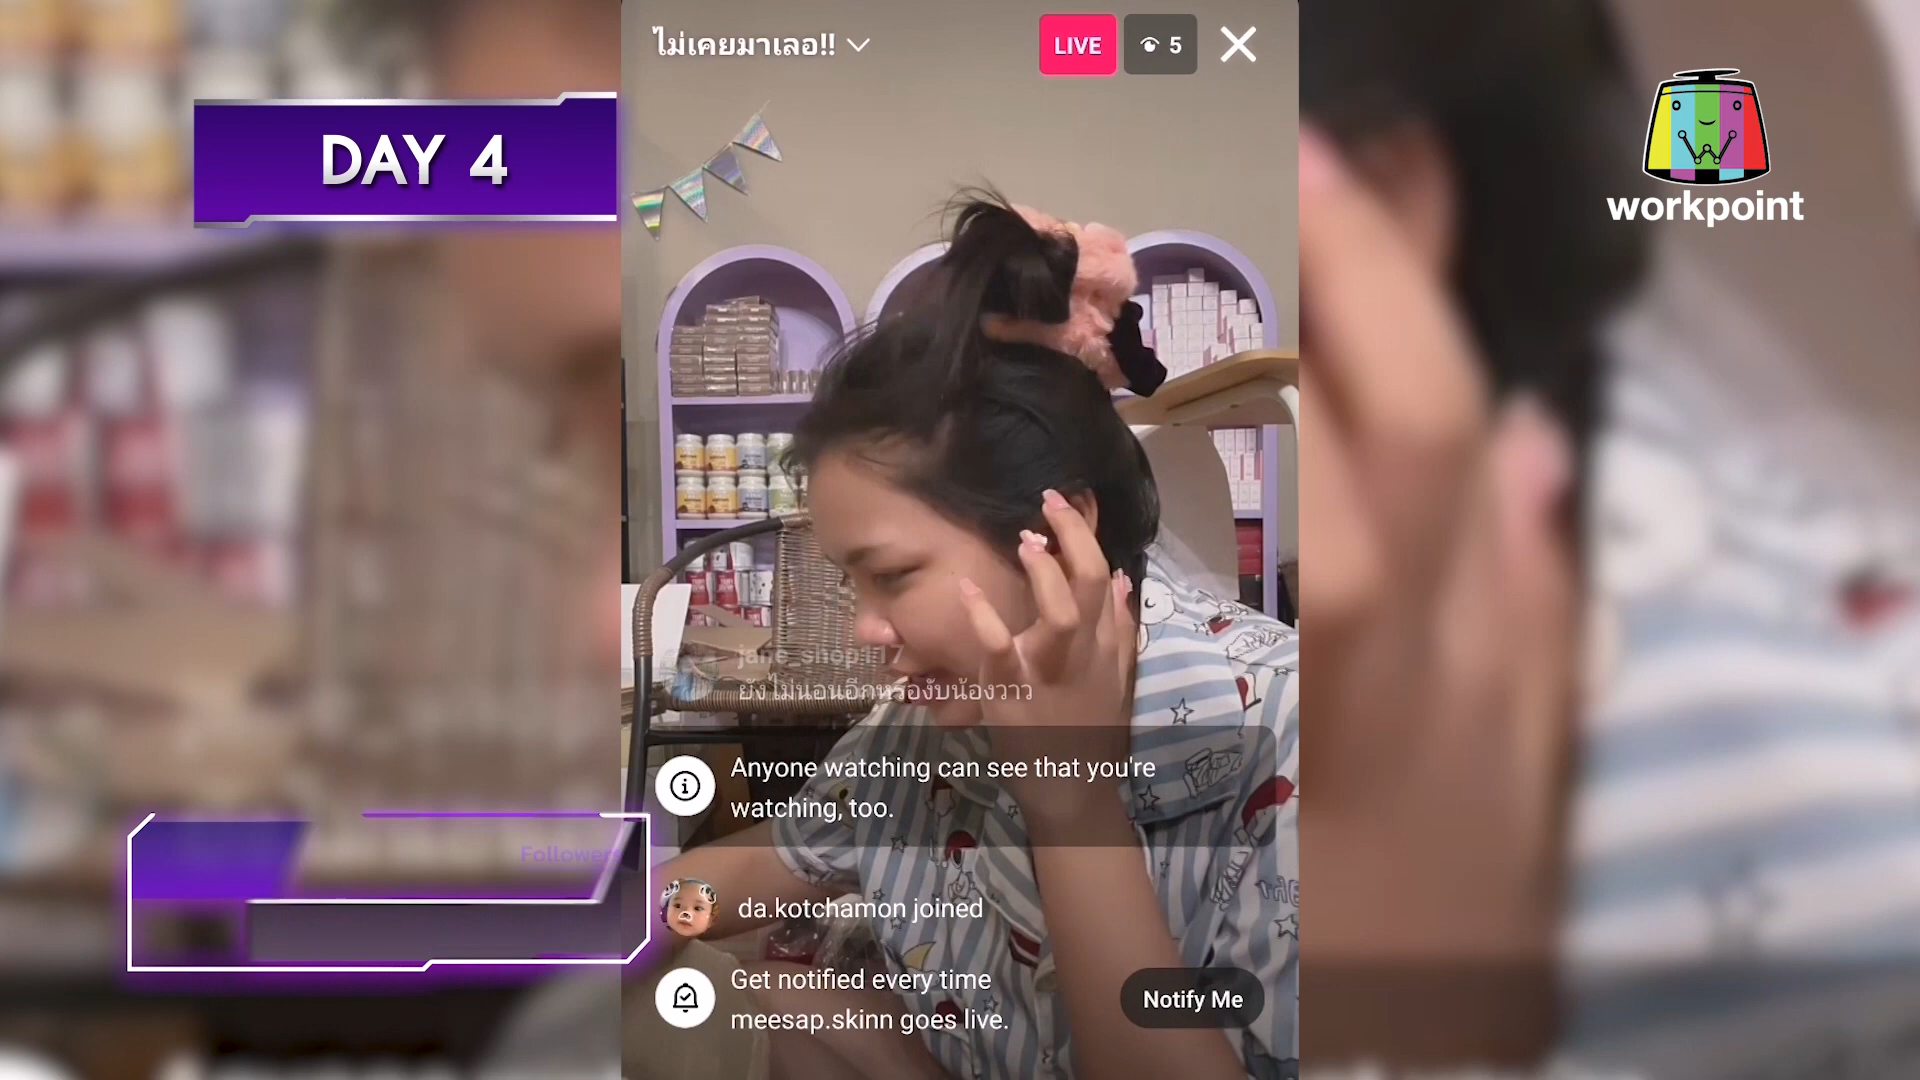 ไม่เคยมาเลอ!!
LIVE
5
DAY 4
workpoint
jane_shop117
ยังไม่นอนอีกหรองับน้องวาว
Anyone watching can see that you're
watching, too.
Followers
da.kotchamon joined
Get notified every time
meesap.skinn goes live.
Notify Me